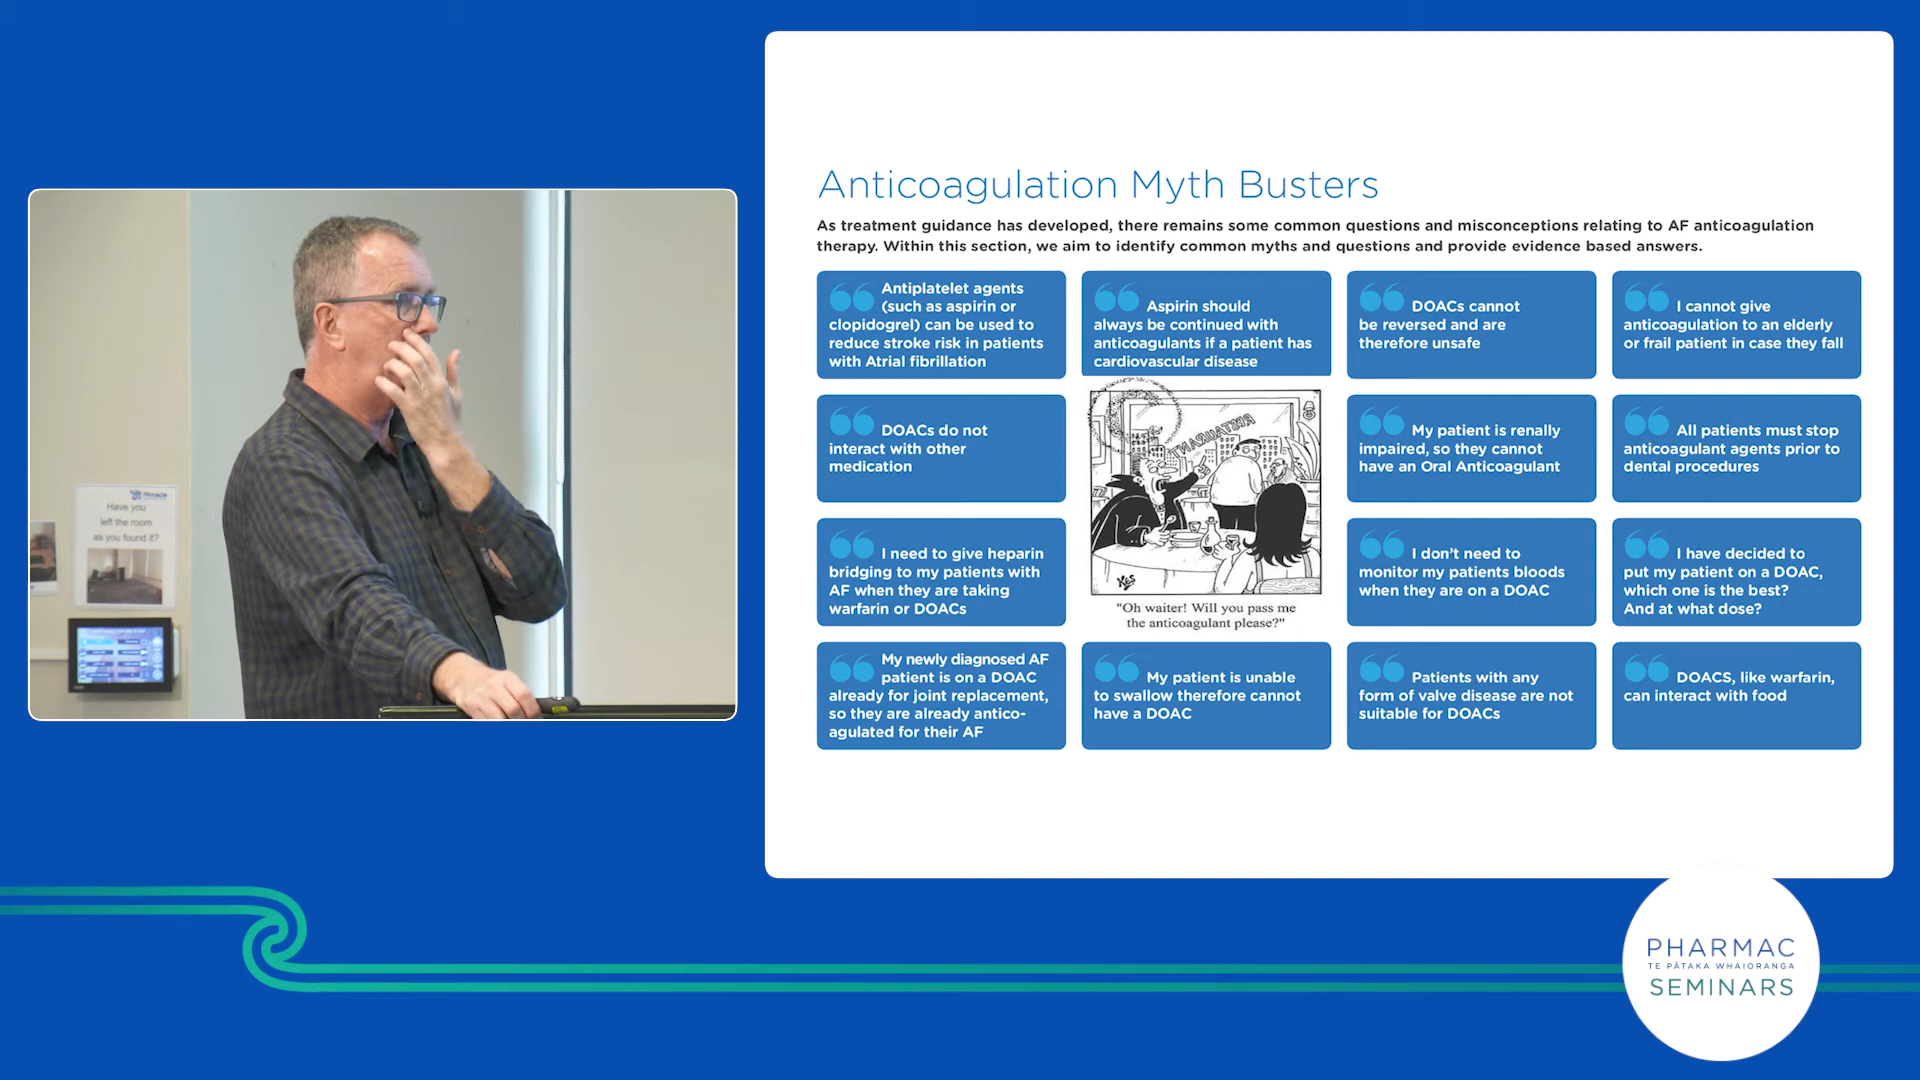 Anticoagulation Myth Busters
As treatment guidance has developed, there remains some common questions and misconceptions relating to AF anticoagulation
therapy. Within this section, we aim to identify common myths and questions and provide evidence based answers.
Antiplatelet agents
(such as aspirin or
clopidogrel) can be used to
reduce stroke risk in patients
with Atrial fibrillation
Aspirin should
always be continued with
anticoagulants if a patient has
cardiovascular disease
DOACs cannot
be reversed and are
therefore unsafe
I cannot give
anticoagulation to an elderly
or frail patient in case they fall
DOACs do not
interact with other
medication
RESTAURANT
My patient is renally
impaired, so they cannot
have an Oral Anticoagulant
All patients must stop
anticoagulant agents prior to
dental procedures
I need to give heparin
bridging to my patients with
AF when they are taking
warfarin or DOACs
"Oh waiter! Will you pass me
the anticoagulant please?"
I don't need to
monitor my patients bloods
when they are on a DOAC
I have decided to
put my patient on a DOAC,
which one is the best?
And at what dose?
My newly diagnosed AF
patient is on a DOAC
already for joint replacement,
so they are already antico-
agulated for their AF
My patient is unable
to swallow therefore cannot
have a DOAC
Patients with any
form of valve disease are not
suitable for DOACs
DOACS, like warfarin,
can interact with food
Pinnacle
Have you
left the room
as you found it?
PHARMAC
TE PĀTAKA WHAIORANGA
SEMINARS